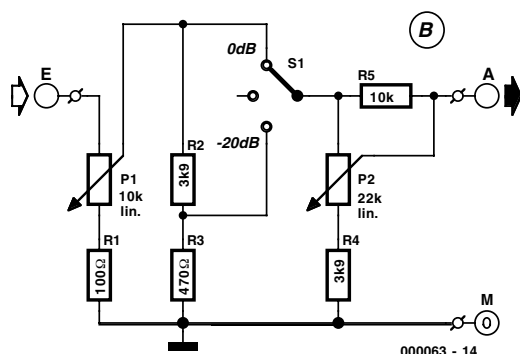 B
0dB
S1
E
R5
A
10k
-20dB
R2
3k9
P1
10k
lin.
P2
22k
lin.
R1
100Ω
R3
470Ω
R4
3k9
M
0
000063 - 14